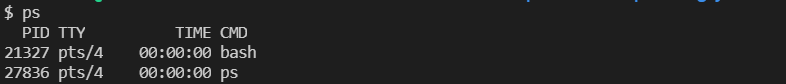 $ ps
PID TTY TIME CMD
21327 pts/4 00:00:00 bash
27836 pts/4 00:00:00 ps